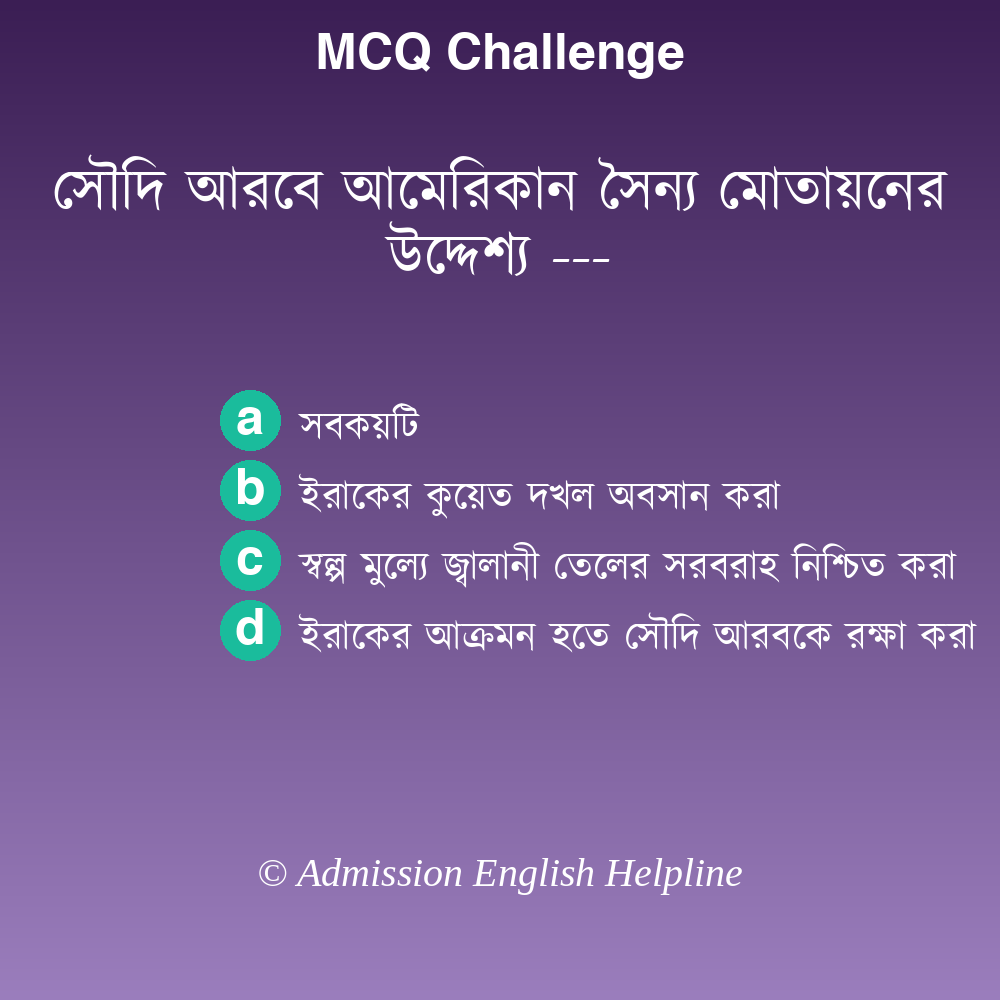 MCQ Challenge
সৌদি আরবে আমেরিকান সৈন্য মোতায়নের
উদ্দেশ্য ---
a সবকয়টি
b ইরাকের কুয়েত দখল অবসান করা
c স্বল্প মুল্যে জ্বালানী তেলের সরবরাহ নিশ্চিত করা
d ইরাকের আক্রমন হতে সৌদি আরবকে রক্ষা করা
© Admission English Helpline